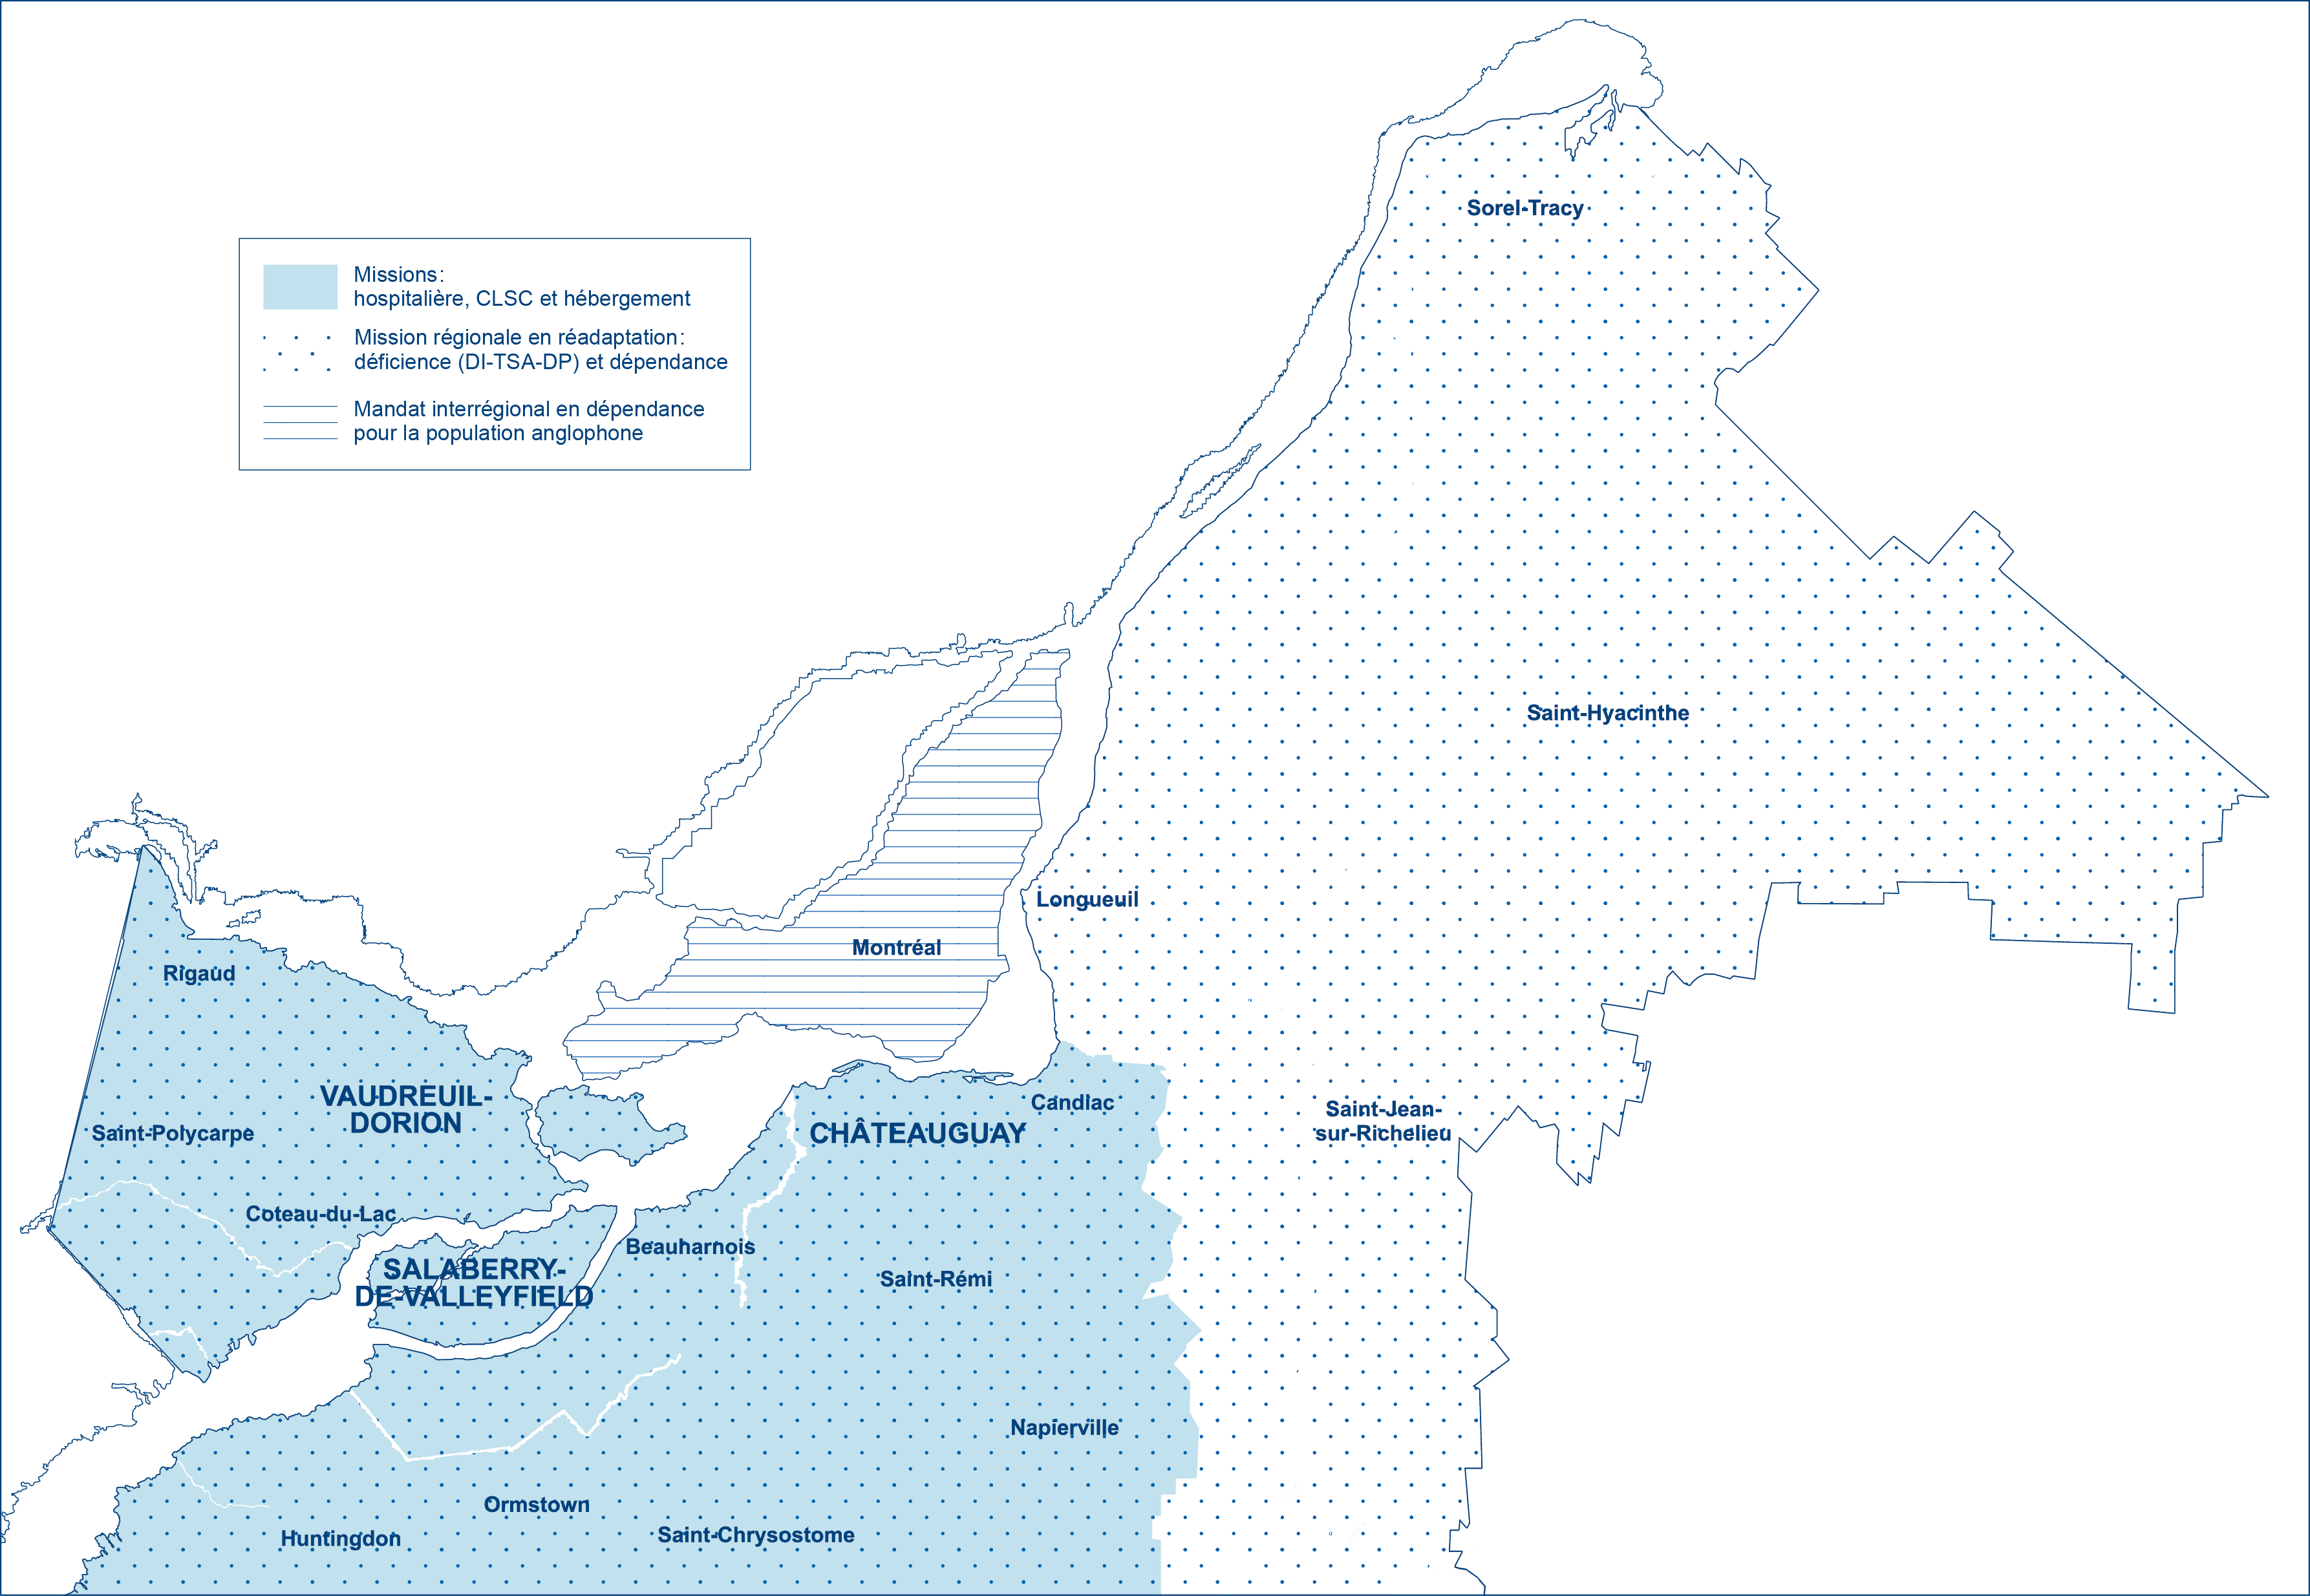 Sorel-Tracy
Missions :
hospitalière, CLSC et hébergement
Mission régionale en réadaptation :
déficience (DI-TSA-DP) et dépendance
Mandat interrégional en dépendance
pour la population anglophone
Saint-Hyacinthe
Longueuil
Montréal
Rigaud
VAUDREUIL-
DORION
Candiac
Saint-Jean-
sur-Richelieu
CHÂTEAUGUAY
Saint-Polycarpe
Coteau-du-Lac
Beauharnois
SALABERRY-
DE-VALLEYFIELD
Saint-Rémi
Napierville
Ormstown
Saint-Chrysostome
Huntingdon